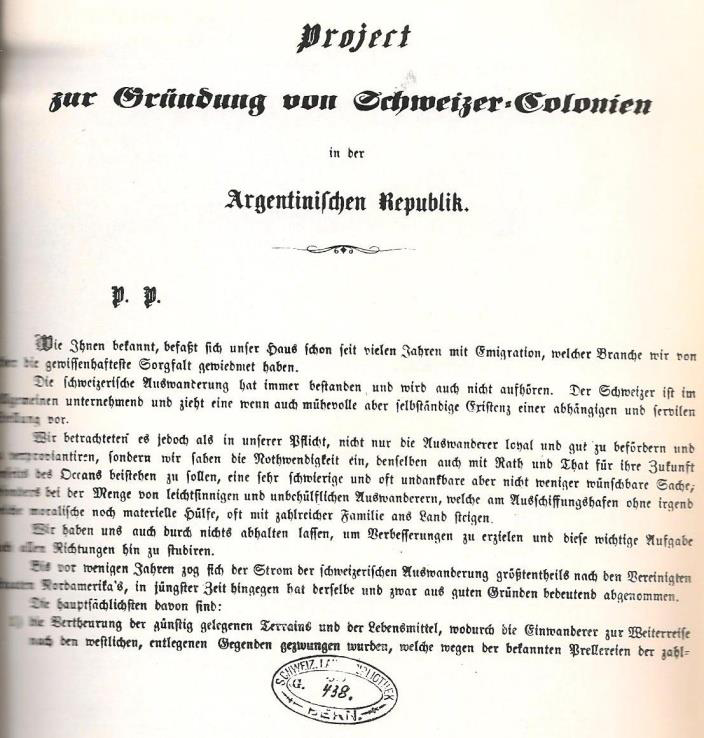 Project
zur Gründung von Schweizer-Colonien
in der
Argentinischen Republik.
P. P.
Wie Ihnen bekannt, befaßt sich unser Haus schon seit vielen Jahren mit Emigration, welcher Branche wir von
die gewissenhafteste Sorgfalt gewiedmet haben.
Die schweizerische Auswanderung hat immer bestanden und wird auch nicht aufhören. Der Schweizer ist im
Allgemeinen unternehmend und zieht eine wenn auch mühevolle aber selbständige Existenz einer abhängigen und servilen
Stellung vor.
Wir betrachteten es jedoch als in unserer Pflicht, nicht nur die Auswanderer loyal und gut zu befördern und
verproviantiren, sondern wir sahen die Nothwendigkeit ein, denselben auch mit Rath und That für ihre Zukunft
jenseits des Oceans beistehen zu sollen, eine sehr schwierige und oft undankbare aber nicht weniger wünschbare Sache,
besonders bei der Menge von leichtsinnigen und unbehülflichen Auswanderern, welche am Ausschiffungshafen ohne irgend
welche moralische noch materielle Hülfe, oft mit zahlreicher Familie ans Land steigen.
Wir haben uns auch durch nichts abhalten lassen, um Verbesserungen zu erzielen und diese wichtige Aufgabe
nach allen Richtungen hin zu studiren.
Bis vor wenigen Jahren zog sich der Strom der schweizerischen Auswanderung größtentheils nach den Vereinigten
Staaten Nordamerika's, in jüngster Zeit hingegen hat derselbe und zwar aus guten Gründen bedeutend abgenommen.
Die hauptsächlichsten davon sind:
1) die Vertheurung der günstig gelegenen Terrains und der Lebensmittel, wodurch die Einwanderer zur Weiterreise
nach den westlichen, entlegenen Gegenden gezwungen wurden, welche wegen der bekannten Prellereien der zahl-
G. 438.
BERN.